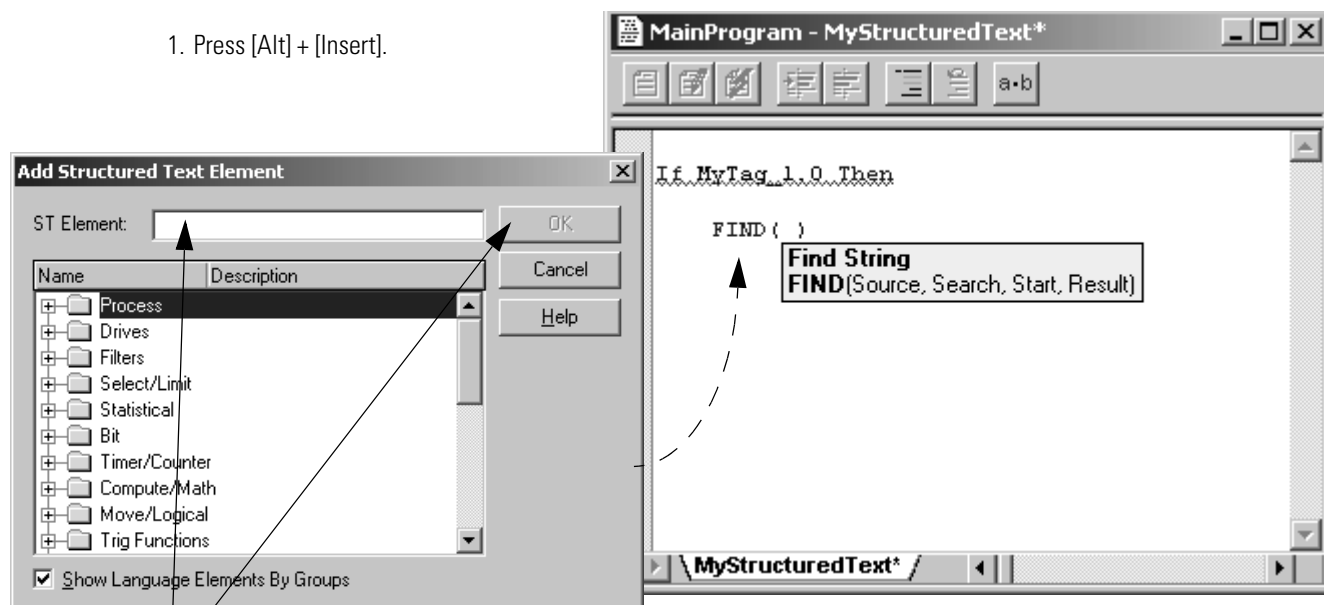 1. Press [Alt] + [Insert].
MainProgram - MyStructuredText*
a•b
If MyTag_1.0 Then
FIND( )
Find String
FIND(Source, Search, Start, Result)
MyStructuredText*
Add Structured Text Element
ST Element:
OK
Cancel
Help
Name Description
Process
Drives
Filters
Select/Limit
Statistical
Bit
Timer/Counter
Compute/Math
Move/Logical
Trig Functions
Show Language Elements By Groups